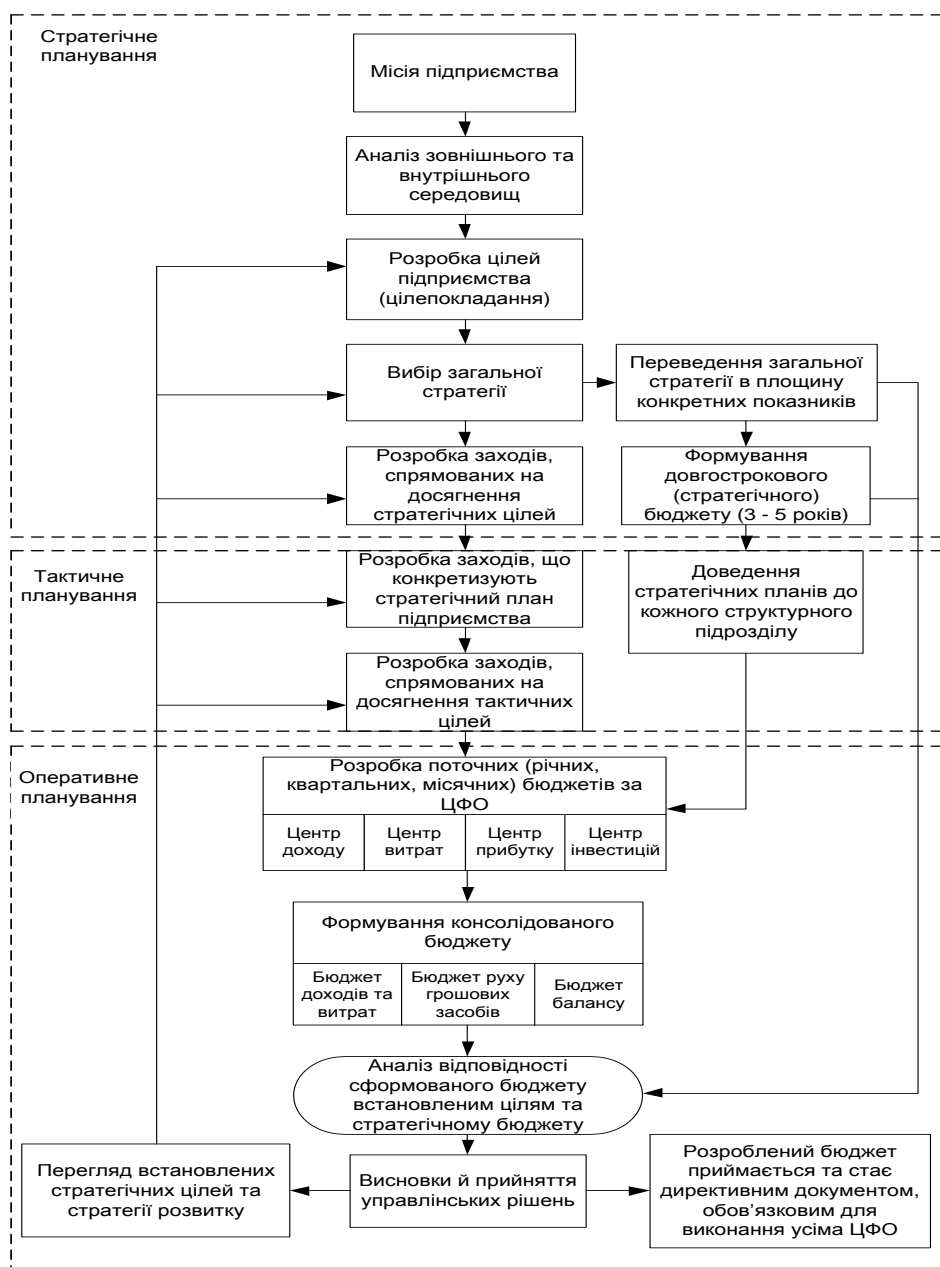 Стратегічне
планування
Місія підприємства
Аналіз зовнішнього та
внутрішнього
середовищ
Розробка цілей
підприємства
(цілепокладання)
Вибір загальної
стратегії
Переведення загальної
стратегії в площину
конкретних показників
Розробка заходів,
спрямованих на
досягнення
стратегічних цілей
Формування
довгострокового
(стратегічного)
бюджету (3 - 5 років)
Тактичне
планування
Розробка заходів, що
конкретизують
стратегічний план
підприємства
Доведення
стратегічних планів до
кожного структурного
підрозділу
Розробка заходів,
спрямованих на
досягнення тактичних
цілей
Оперативне
планування
Розробка поточних (річних,
квартальних, місячних) бюджетів за
ЦФО
Центр
доходу
Центр
витрат
Центр
прибутку
Центр
інвестицій
Формування консолідованого
бюджету
Бюджет
доходів та
витрат
Бюджет руху
грошових
засобів
Бюджет
балансу
Аналіз відповідності
сформованого бюджету
встановленим цілям та
стратегічному бюджету
Перегляд встановлених
стратегічних цілей та
стратегії розвитку
Висновки й прийняття
управлінських рішень
Розроблений бюджет
приймається та стає
директивним документом,
обов’язковим для
виконання усіма ЦФО